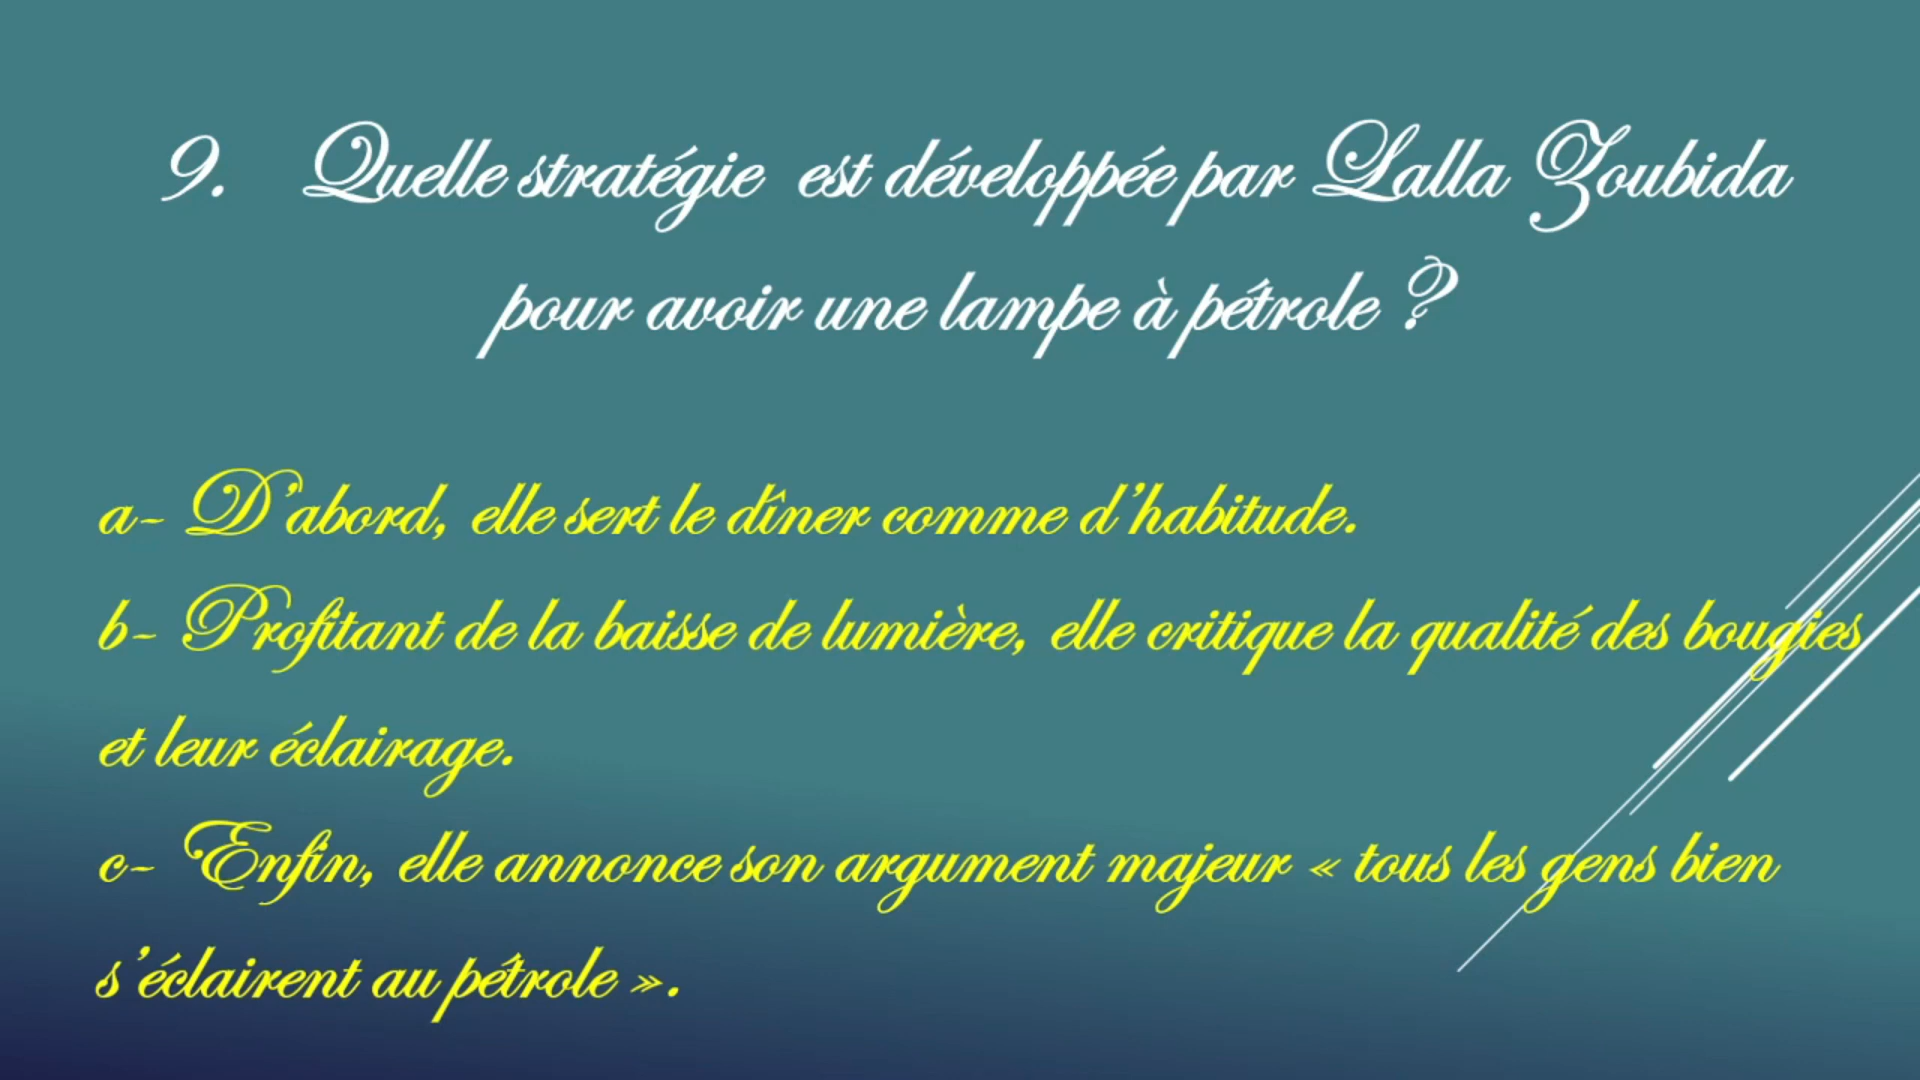 9. Quelle stratégie est développée par Lalla Zoubida
pour avoir une lampe à pétrole ?
a- D'abord, elle sert le dîner comme d'habitude.
b- Profitant de la baisse de lumière, elle critique la qualité des bougies
et leur éclairage.
c- Enfin, elle annonce son argument majeur « tous les gens bien
s'éclairent au pétrole ».